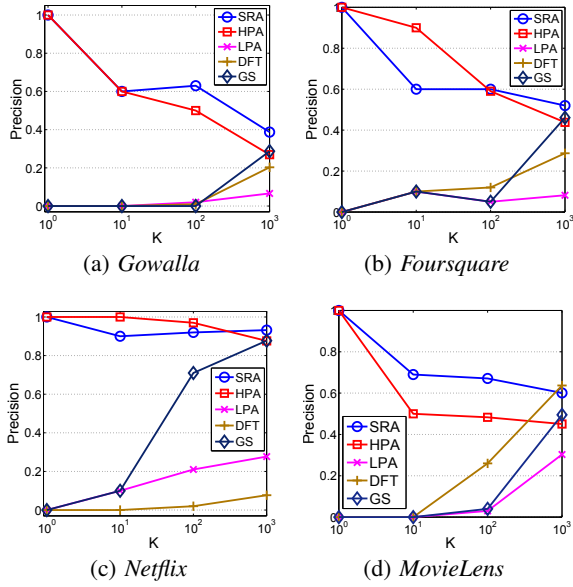 1
0.8
0.6
0.4
0.2
0
Precision
10^0
10^1
10^2
10^3
K
SRA
HPA
LPA
DFT
GS
(a) Gowalla
1
0.8
0.6
0.4
0.2
0
Precision
10^0
10^1
10^2
10^3
K
SRA
HPA
LPA
DFT
GS
(b) Foursquare
1
0.8
0.6
0.4
0.2
0
Precision
10^0
10^1
10^2
10^3
K
SRA
HPA
LPA
DFT
GS
(c) Netflix
1
0.8
0.6
0.4
0.2
0
Precision
10^0
10^1
10^2
10^3
K
SRA
HPA
LPA
DFT
GS
(d) MovieLens